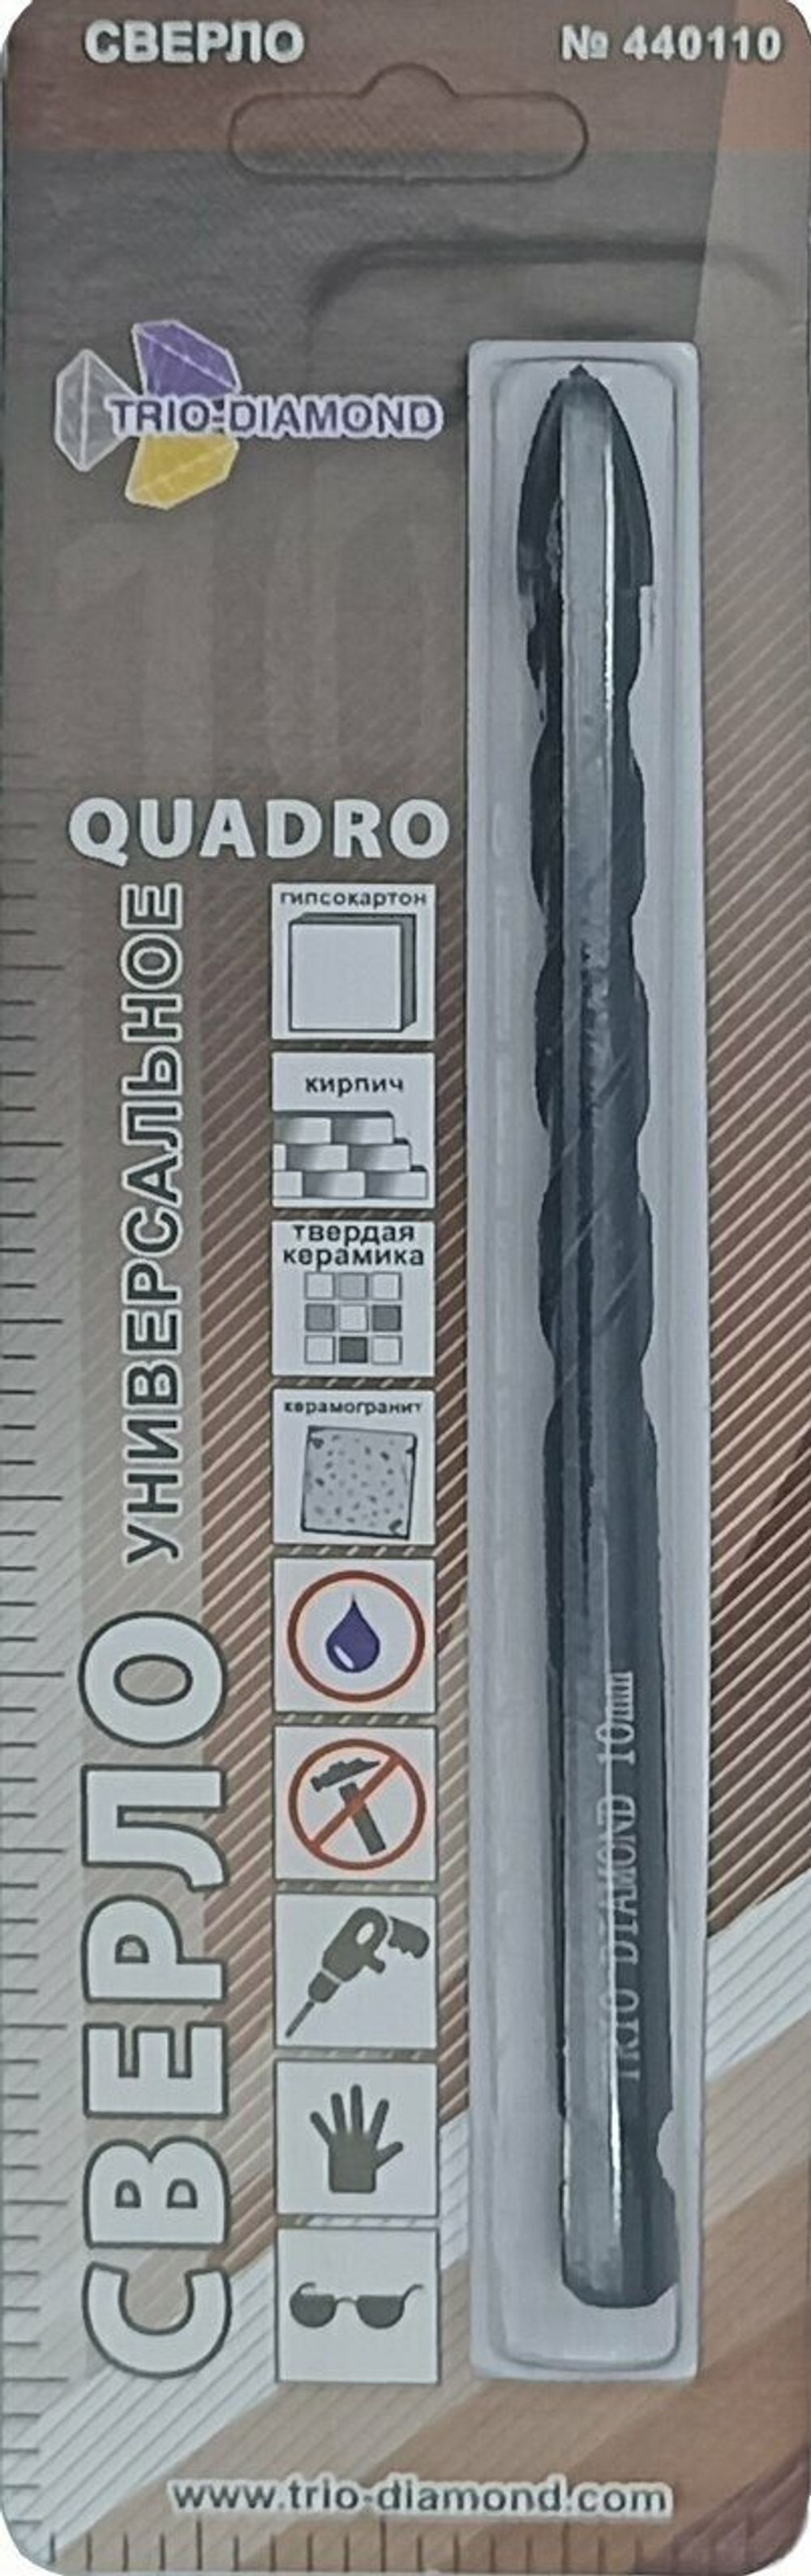 СВЕРЛО
№ 440110
TRIO-DIAMOND
10
QUADRO
СВЕРЛО УНИВЕРСАЛЬНОЕ
гипсокартон
кирпич
твердая
керамика
керамогранит
TRIO DIAMOND 10mm
www.trio-diamond.com